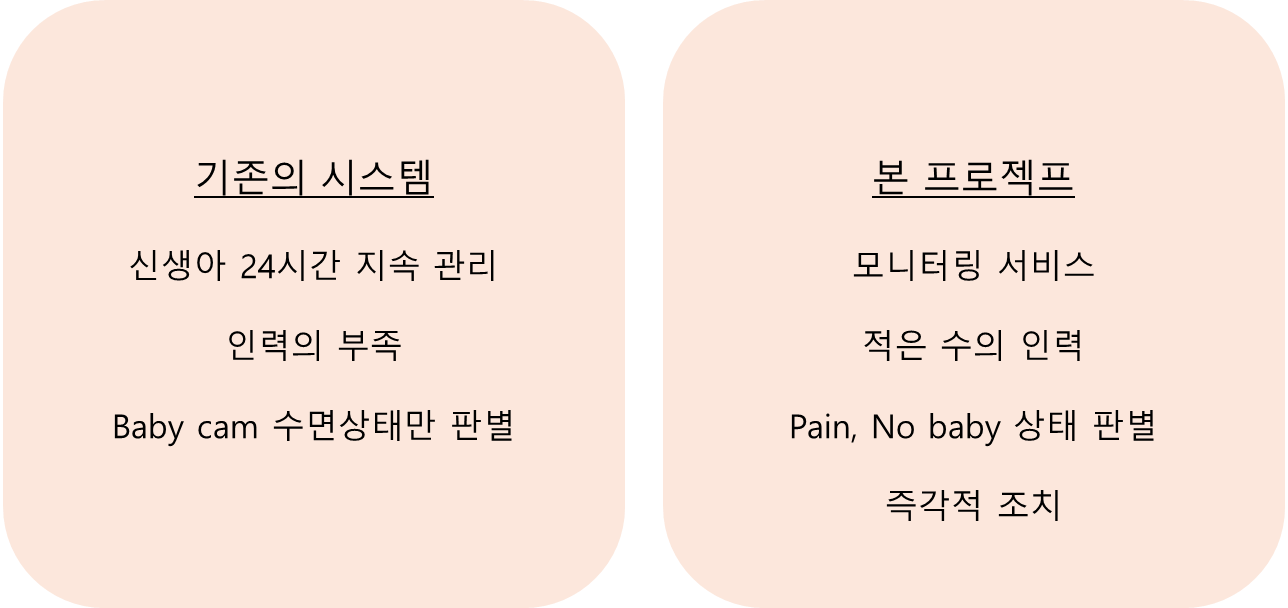 기존의 시스템
신생아 24시간 지속 관리
인력의 부족
Baby cam 수면상태만 판별
본 프로젝프
모니터링 서비스
적은 수의 인력
Pain, No baby 상태 판별
즉각적 조치